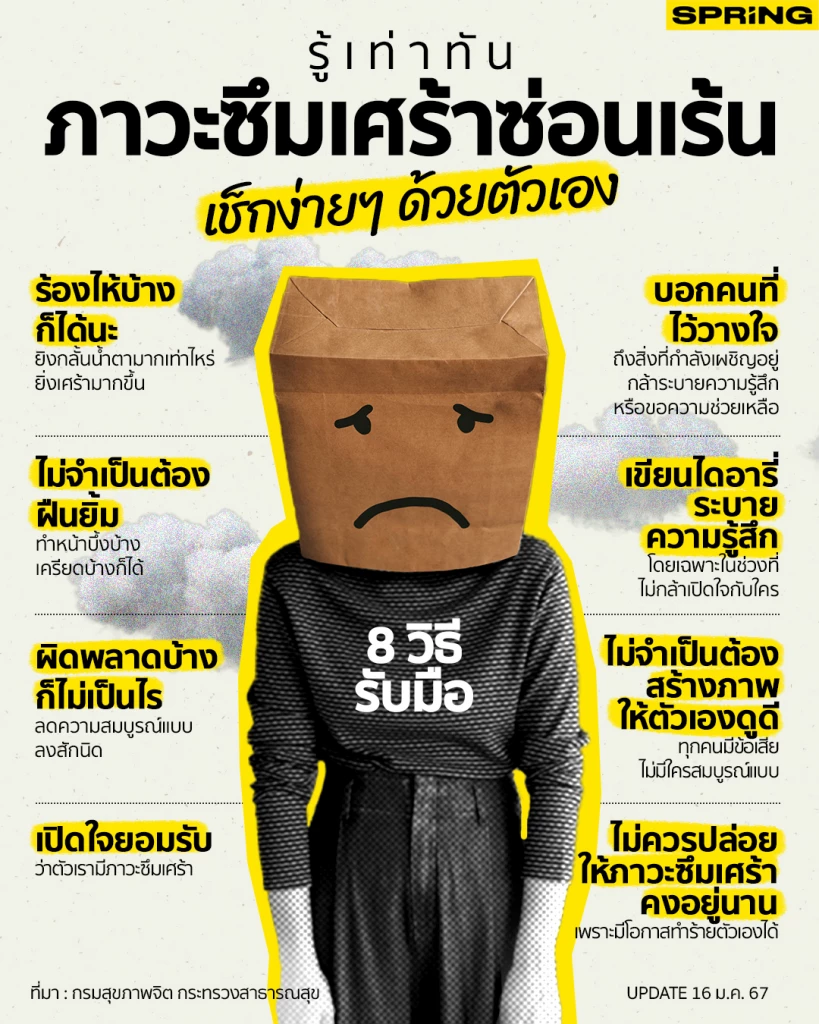 SPRiNG
รู้เท่าทัน
ภาวะซึมเศร้าซ่อนเร้น
เช็กง่ายๆ ด้วยตัวเอง
ร้องไห้บ้าง
ก็ได้นะ
ยิ่งกลั้นน้ำตามากเท่าไหร่
ยิ่งเศร้ามากขึ้น
ไม่จำเป็นต้อง
ฝืนยิ้ม
ทำหน้าบึ้งบ้าง
เครียดบ้างก็ได้
ผิดพลาดบ้าง
ก็ไม่เป็นไร
ลดความสมบูรณ์แบบ
ลงสักนิด
เปิดใจยอมรับ
ว่าตัวเรามีภาวะซึมเศร้า
8 วิธี
รับมือ
บอกคนที่
ไว้วางใจ
ถึงสิ่งที่กำลังเผชิญอยู่
กล้าระบายความรู้สึก
หรือขอความช่วยเหลือ
เขียนไดอารี่
ระบาย
ความรู้สึก
โดยเฉพาะในช่วงที่
ไม่กล้าเปิดใจกับใคร
ไม่จำเป็นต้อง
สร้างภาพ
ให้ตัวเองดูดี
ทุกคนมีข้อเสีย
ไม่มีใครสมบูรณ์แบบ
ไม่ควรปล่อย
ให้ภาวะซึมเศร้า
คงอยู่นาน
เพราะมีโอกาสทำร้ายตัวเองได้
ที่มา : กรมสุขภาพจิต กระทรวงสาธารณสุข
UPDATE 16 ม.ค. 67